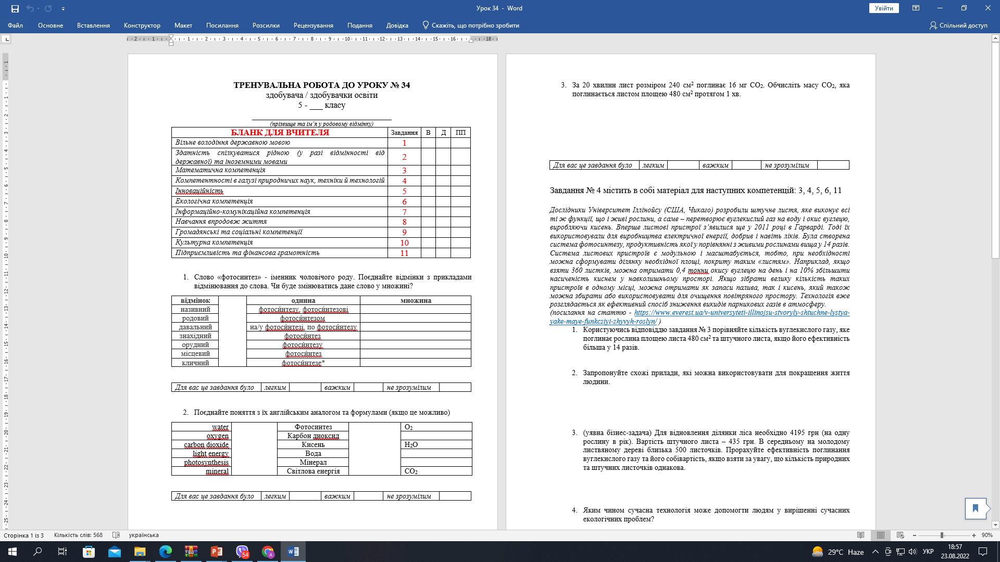 Урок 34 - Word
Увійти
Файл Основне Вставлення Конструктор Макет Посилання Розсилки Рецензування Подання Довідка Скажіть, що потрібно зробити Спільний доступ
ТРЕНУВАЛЬНА РОБОТА ДО УРОКУ № 34
здобувача / здобувачки освіти
5 - ___ класу
(прізвище та ім’я у родовому відмінку)
БЛАНК ДЛЯ ВЧИТЕЛЯ Завдання В Д ПП
Вільне володіння державною мовою 1
Здатність спілкуватися рідною (у разі відмінності від
державної) та іноземними мовами 2
Математична компетенція 3
Компетентності в галузі природничих наук, техніки й технологій 4
Інноваційність 5
Екологічна компетенція 6
Інформаційно-комунікаційна компетенція 7
Навчання впродовж життя 8
Громадянські та соціальні компетенції 9
Культурна компетенція 10
Підприємливість та фінансова грамотність 11
1. Слово «фотосинтез» - іменник чоловічого роду. Поєднайте відмінки з прикладами
відмінювання до слова. Чи буде змінюватись дане слово у множині?
відмінок однина множина
називний фотоси́нтезу, фотоси́нтезові
родовий фотоси́нтезом
давальний на/у фотоси́нтезі, по фотоси́нтезу
знахідний фотоси́нтез
орудний фотоси́нтезу
місцевий фотоси́нтез
кличний фотоси́нтезе*
Для вас це завдання було легким важким не зрозумілим
2. Поєднайте поняття з їх англійським аналогом та формулами (якщо це можливо)
water Фотосинтез O₂
oxygen Карбон диоксид
carbon dioxide Кисень H₂O
light energy Вода
photosynthesis Мінерал
mineral Світлова енергія CO₂
Для вас це завдання було легким важким не зрозумілим
3. За 20 хвилин лист розміром 240 см² поглинає 16 мг CO₂. Обчисліть масу CO₂, яка
поглинається листом площею 480 см² протягом 1 хв.
Для вас це завдання було легким важким не зрозумілим
Завдання № 4 містить в собі матеріал для наступних компетенцій: 3, 4, 5, 6, 11
Дослідники Університет Іллінойсу (США, Чикаго) розробили штучне листя, яке виконує всі
ті ж функції, що і живі рослини, а саме – перетворює вуглекислий газ на воду і окис вуглецю,
виробляючи кисень. Вперше листові пристрої з’явилися ще у 2011 році в Гарварді. Тоді їх
використовували для виробництва електричної енергії, добрив і навіть ліків. Була створена
система фотосинтезу, продуктивність якої у порівнянні з живими рослинами вища у 14 разів.
Система листових пристроїв є модульною і масштабується, тобто, при необхідності
можна сформувати ділянку необхідної площі, покриту таким «листям». Наприклад, якщо
взяти 360 листків, можна отримати 0,4 тонни окису вуглецю на день і на 10% збільшити
насиченість киснем у навколишньому просторі. Якщо зібрати велику кількість таких
пристроїв в одному місці, можна отримати як запаси палива, так і кисень, який також
можна збирати або використовувати для очищення повітряного простору. Технологія вже
розглядається як ефективний спосіб зниження викидів парникових газів в атмосферу.
(посилання на статтю - https://www.everest.ua/v-universyteti-illinojsu-stvoryly-shtuchne-lystya-
yake-maye-funkcziyi-zhyvyh-roslyn/ )
1. Користуючись відповіддю завдання № 3 порівняйте кількість вуглекислого газу, яке
поглинає рослина площею листа 480 см² та штучного листа, якщо його ефективність
більша у 14 разів.
2. Запропонуйте схожі прилади, які можна використовувати для покращення життя
людини.
3. (уявна бізнес-задача) Для відновлення ділянки ліса необхідно 4195 грн (на одну
рослину в рік). Вартість штучного листа – 435 грн. В середньому на молодому
листвяному дереві близька 500 листочків. Прорахуйте ефективність поглинання
вуглекислого газу та його собівартість, якщо взяти за увагу, що кількість природних
та штучних листочків однакова.
4. Яким чином сучасна технологія може допомогти людям у вирішенні сучасних
екологічних проблем?
Сторінка 1 із 3 Кількість слів: 568 українська 90%
54 29°C Haze УКР 18:57
23.08.2022